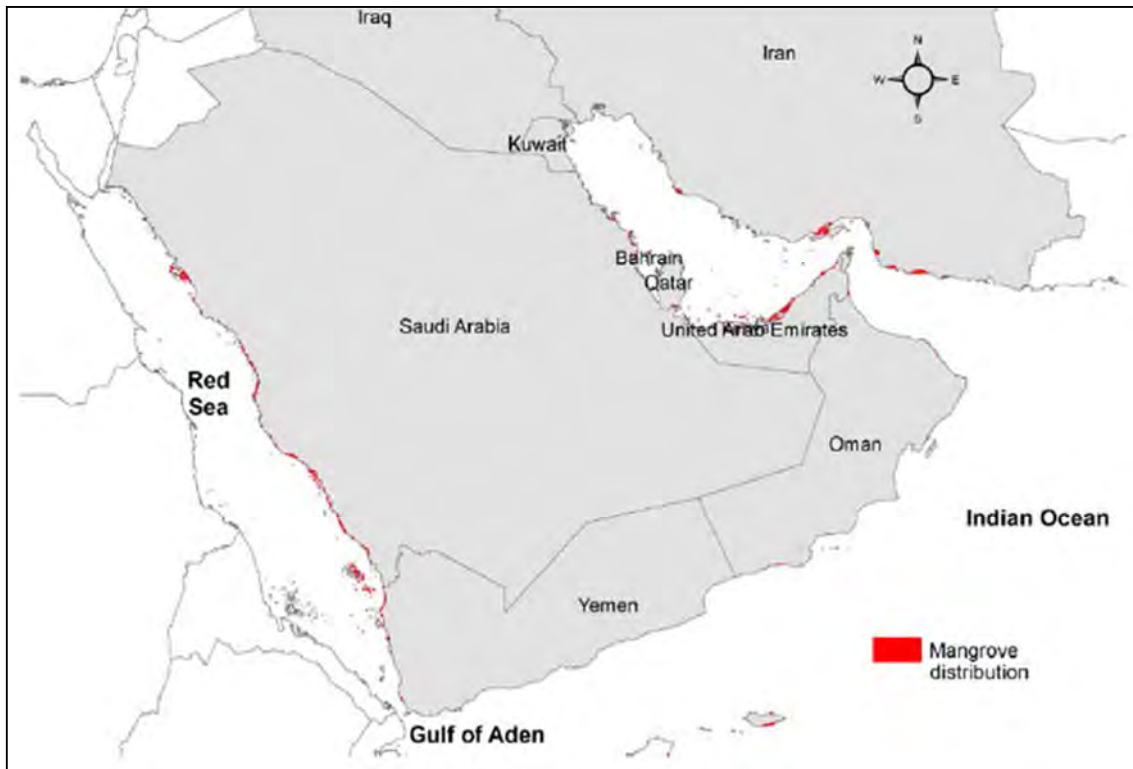 Iraq
Iran
N
W E
S
Kuwait
Bahrain
Qatar
Saudi Arabia
United Arab Emirates
Red
Sea
Oman
Indian Ocean
Yemen
Mangrove
distribution
Gulf of Aden